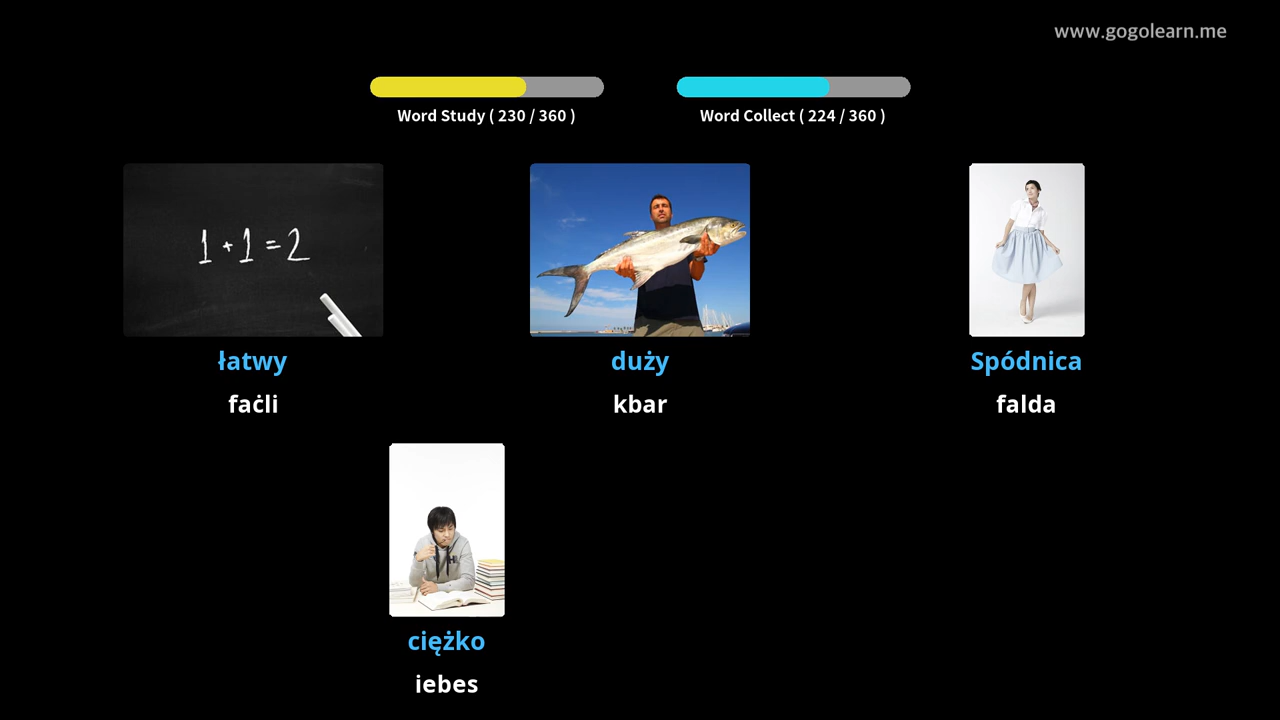 www.gogolearn.me
Word Study ( 230 / 360 )
Word Collect ( 224 / 360 )
1 + 1 = 2
łatwy
duży
Spódnica
faċli
kbar
falda
ciężko
iebes